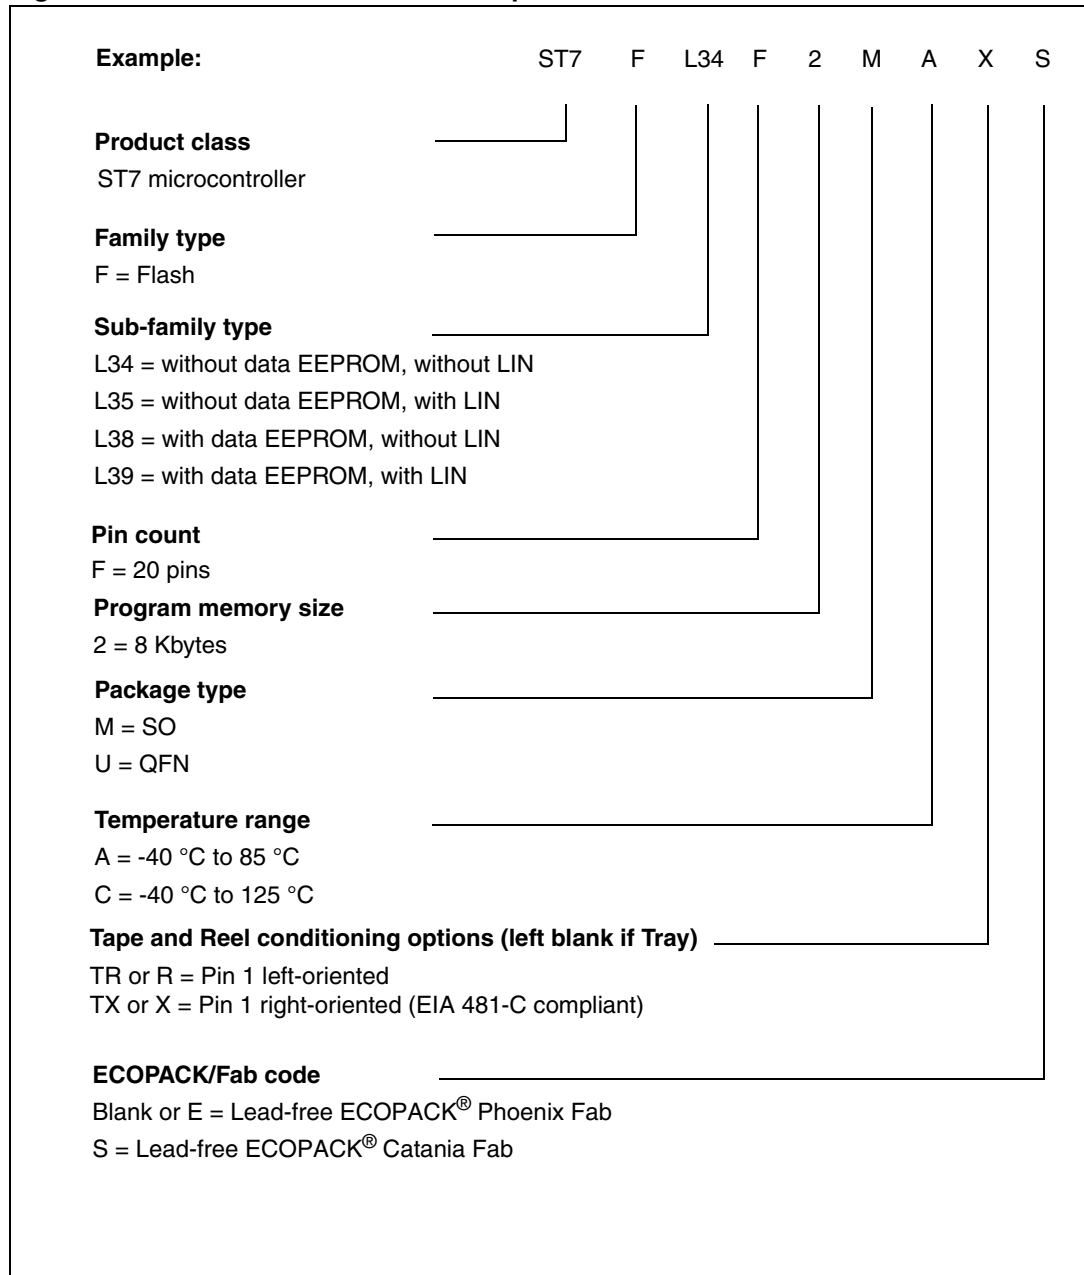 Example: ST7 F L34 F 2 M A X S
Product class
ST7 microcontroller
Family type
F = Flash
Sub-family type
L34 = without data EEPROM, without LIN
L35 = without data EEPROM, with LIN
L38 = with data EEPROM, without LIN
L39 = with data EEPROM, with LIN
Pin count
F = 20 pins
Program memory size
2 = 8 Kbytes
Package type
M = SO
U = QFN
Temperature range
A = -40 °C to 85 °C
C = -40 °C to 125 °C
Tape and Reel conditioning options (left blank if Tray)
TR or R = Pin 1 left-oriented
TX or X = Pin 1 right-oriented (EIA 481-C compliant)
ECOPACK/Fab code
Blank or E = Lead-free ECOPACK® Phoenix Fab
S = Lead-free ECOPACK® Catania Fab